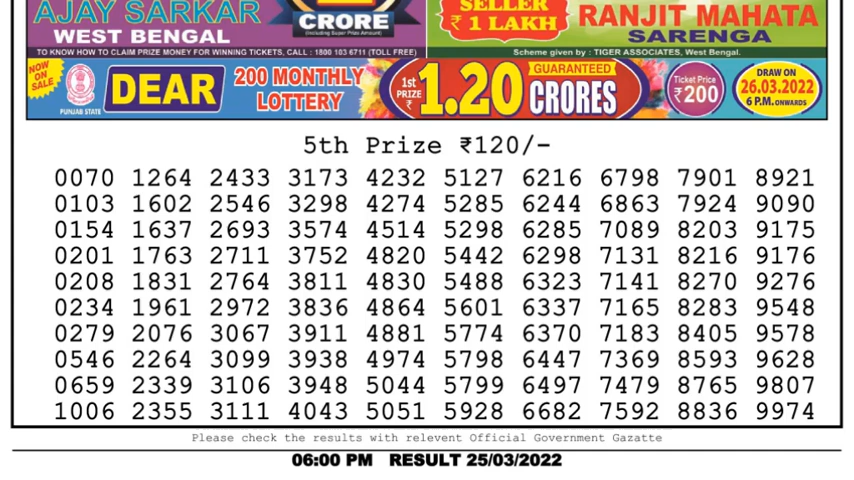 AJAY SARKAR
WEST BENGAL
CRORE
(Including Super Prize Amount)
SELLER
₹ 1 LAKH
RANJIT MAHATA
SARENGA
TO KNOW HOW TO CLAIM PRIZE MONEY FOR WINNING TICKETS, CALL : 1800 103 6711 (TOLL FREE)
Scheme given by : TIGER ASSOCIATES, West Bengal.
NOW ON SALE
PUNJAB STATE
DEAR
200 MONTHLY
LOTTERY
1st PRIZE ₹
1.20
GUARANTEED
CRORES
Ticket Price
₹200
DRAW ON
26.03.2022
6 P.M. ONWARDS
5th Prize ₹120/-
0070 1264 2433 3173 4232 5127 6216 6798 7901 8921
0103 1602 2546 3298 4274 5285 6244 6863 7924 9090
0154 1637 2693 3574 4514 5298 6285 7089 8203 9175
0201 1763 2711 3752 4820 5442 6298 7131 8216 9176
0208 1831 2764 3811 4830 5488 6323 7141 8270 9276
0234 1961 2972 3836 4864 5601 6337 7165 8283 9548
0279 2076 3067 3911 4881 5774 6370 7183 8405 9578
0546 2264 3099 3938 4974 5798 6447 7369 8593 9628
0659 2339 3106 3948 5044 5799 6497 7479 8765 9807
1006 2355 3111 4043 5051 5928 6682 7592 8836 9974
Please check the results with relevent Official Government Gazatte
06:00 PM RESULT 25/03/2022